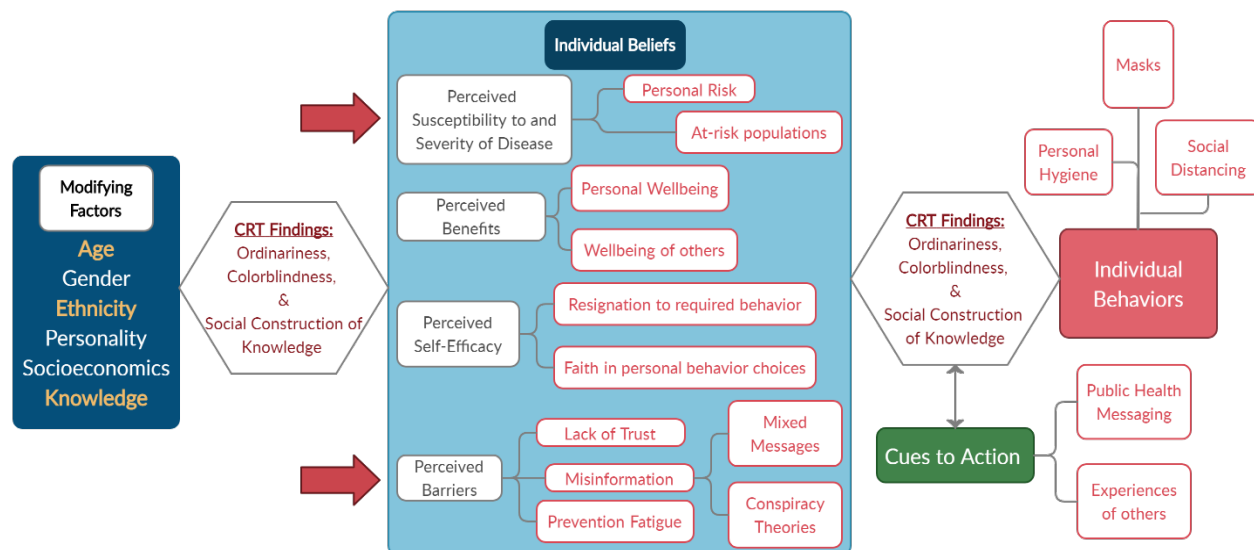 Modifying
Factors
Age
Gender
Ethnicity
Personality
Socioeconomics
Knowledge
CRT Findings:
Ordinariness,
Colorblindness,
&
Social Construction of
Knowledge
Individual Beliefs
Perceived
Susceptibility to and
Severity of Disease
Personal Risk
At-risk populations
Perceived
Benefits
Personal Wellbeing
Wellbeing of others
Perceived
Self-Efficacy
Resignation to required behavior
Faith in personal behavior choices
Perceived
Barriers
Lack of Trust
Misinformation
Prevention Fatigue
Mixed
Messages
Conspiracy
Theories
CRT Findings:
Ordinariness,
Colorblindness,
&
Social Construction
of Knowledge
Masks
Personal
Hygiene
Social
Distancing
Individual
Behaviors
Cues to Action
Public Health
Messaging
Experiences
of others